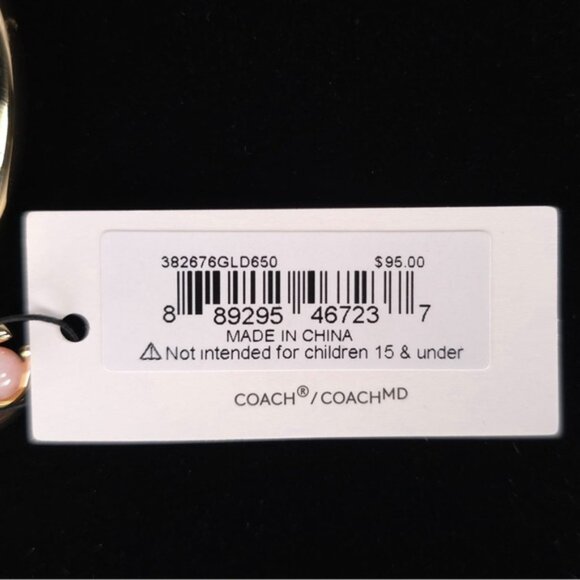 382676GLD650 $95.00
8 89295 46723 7
MADE IN CHINA
⚠ Not intended for children 15 & under
COACH®/COACHMD